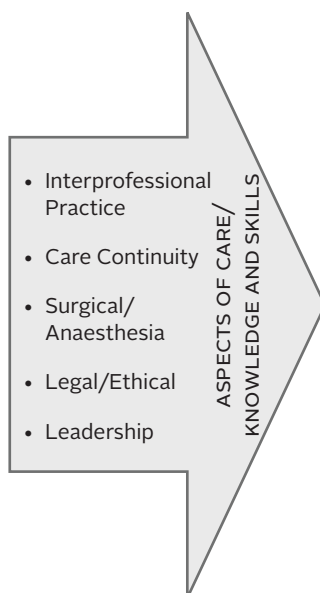 • Interprofessional
Practice
• Care Continuity
• Surgical/
Anaesthesia
• Legal/Ethical
• Leadership
ASPECTS OF CARE/
KNOWLEDGE AND SKILLS